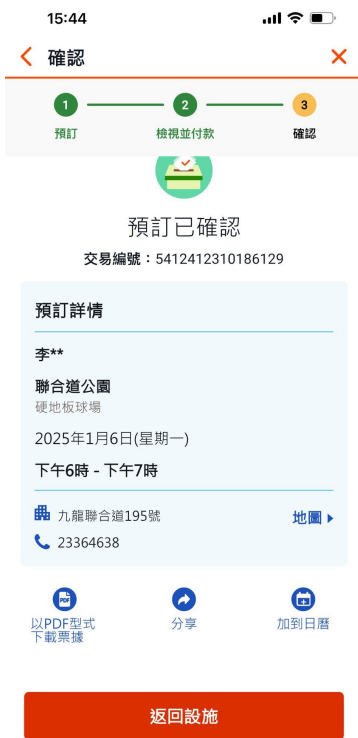 15:44
確認
1
2
3
預訂
檢視並付款
確認
預訂已確認
交易編號：5412412310186129
預訂詳情
李**
聯合道公園
硬地板球場
2025年1月6日(星期一)
下午6時 - 下午7時
九龍聯合道195號
地圖
23364638
PDF
以PDF型式
下載票據
分享
加到日曆
返回設施